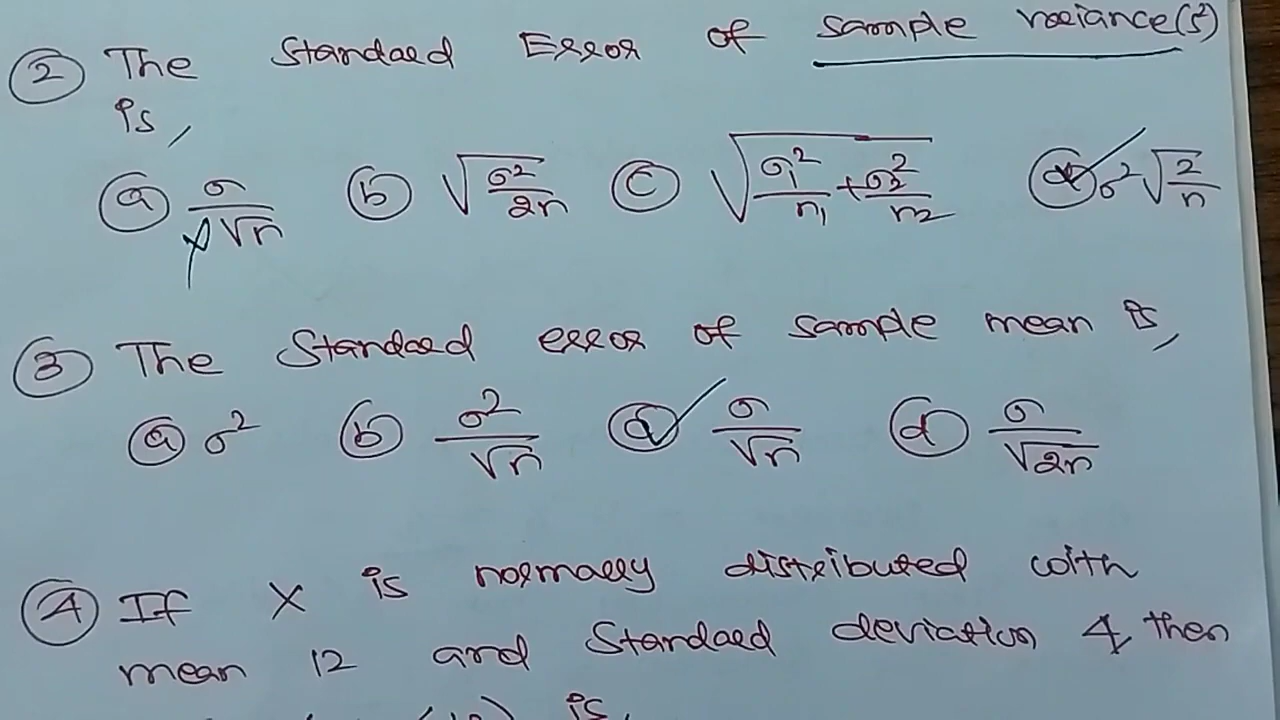 ② The Standard Error of sample variance (s²)
is,
ⓐ σ/√n ⓑ √(σ²/2n) ⓒ √(σ₁²/n₁ + σ₂²/n₂) ⓓ σ²√(2/n)
③ The Standard error of sample mean is,
ⓐ σ² ⓑ σ²/√n ⓒ σ/√n ⓓ σ/√2n
④ If X is normally distributed with
mean 12 and Standard deviation 4, then
is,